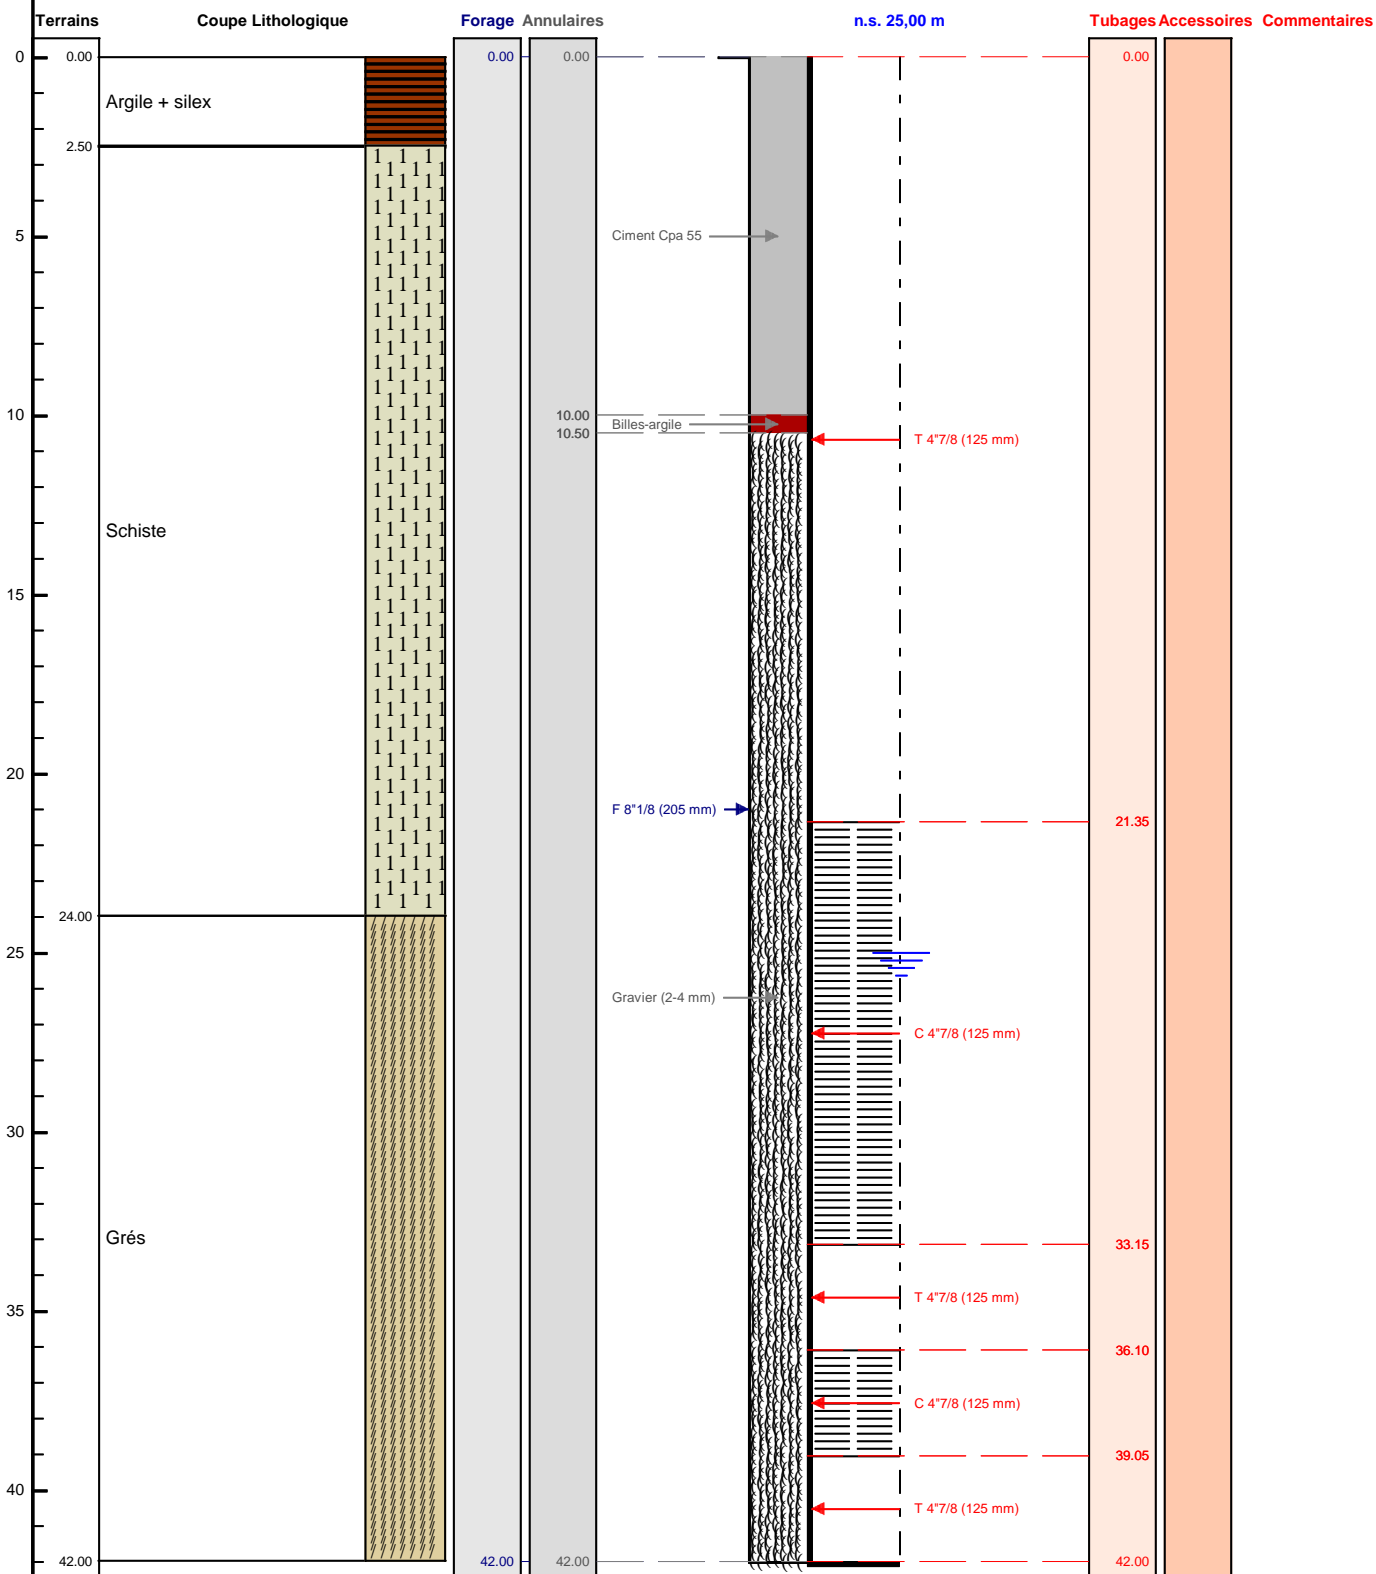 Terrains Coupe Lithologique Forage Annulaires n.s. 25,00 m Tubages Accessoires Commentaires
0 0.00 0.00 0.00 0.00
Argile + silex
2.50
5 Ciment Cpa 55
10 10.00
Billes-argile
10.50 T 4"7/8 (125 mm)
Schiste
15
20
F 8"1/8 (205 mm) 21.35
24.00
25
Gravier (2-4 mm)
C 4"7/8 (125 mm)
30
Grés 33.15
35 T 4"7/8 (125 mm)
36.10
C 4"7/8 (125 mm)
39.05
40 T 4"7/8 (125 mm)
42.00 42.00 42.00 42.00